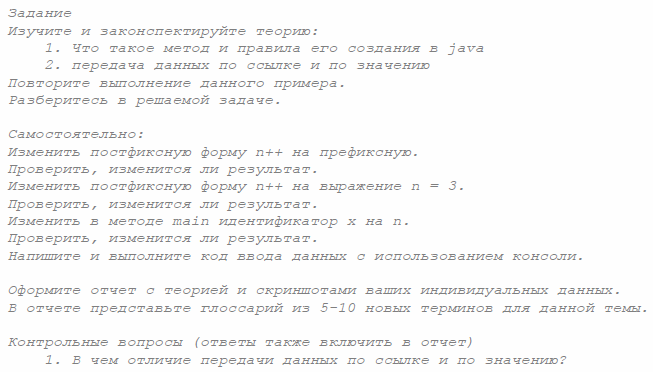 Задание
Изучите и законспектируйте теорию:
1. Что такое метод и правила его создания в java
2. передача данных по ссылке и по значению
Повторите выполнение данного примера.
Разберитесь в решаемой задаче.
Самостоятельно:
Изменить постфиксную форму n++ на префиксную.
Проверить, изменится ли результат.
Изменить постфиксную форму n++ на выражение n = 3.
Проверить, изменится ли результат.
Изменить в методе main идентификатор x на n.
Проверить, изменится ли результат.
Напишите и выполните код ввода данных с использованием консоли.
Оформите отчет с теорией и скриншотами ваших индивидуальных данных.
В отчете представьте глоссарий из 5-10 новых терминов для данной темы.
Контрольные вопросы (ответы также включить в отчет)
1. В чем отличие передачи данных по ссылке и по значению?